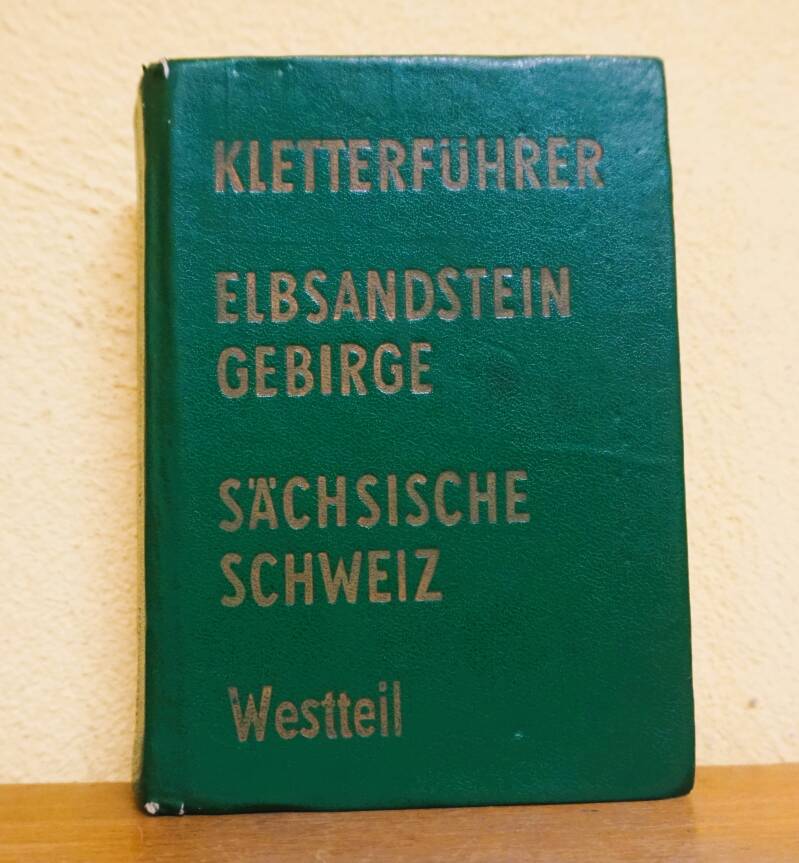 KLETTERFÜHRER
ELBSANDSTEIN
GEBIRGE
SÄCHSISCHE
SCHWEIZ
Westteil